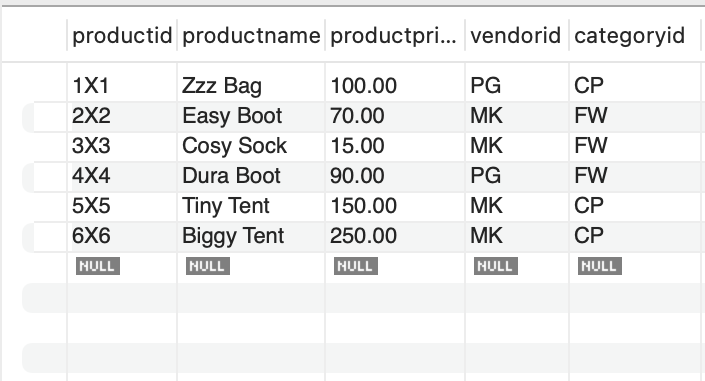 productid productname productpri... vendorid categoryid
1X1 Zzz Bag 100.00 PG CP
2X2 Easy Boot 70.00 MK FW
3X3 Cosy Sock 15.00 MK FW
4X4 Dura Boot 90.00 PG FW
5X5 Tiny Tent 150.00 MK CP
6X6 Biggy Tent 250.00 MK CP
NULL NULL NULL NULL NULL